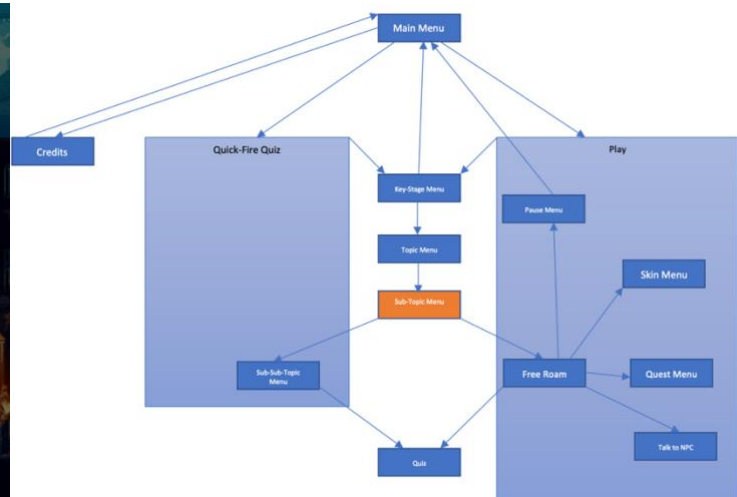 Main Menu
Credits
Quick-Fire Quiz
Play
Key-Stage Menu
Pause Menu
Topic Menu
Skin Menu
Sub-Topic Menu
Sub-Sub-Topic
Menu
Free Roam
Quest Menu
Talk to NPC
Quiz